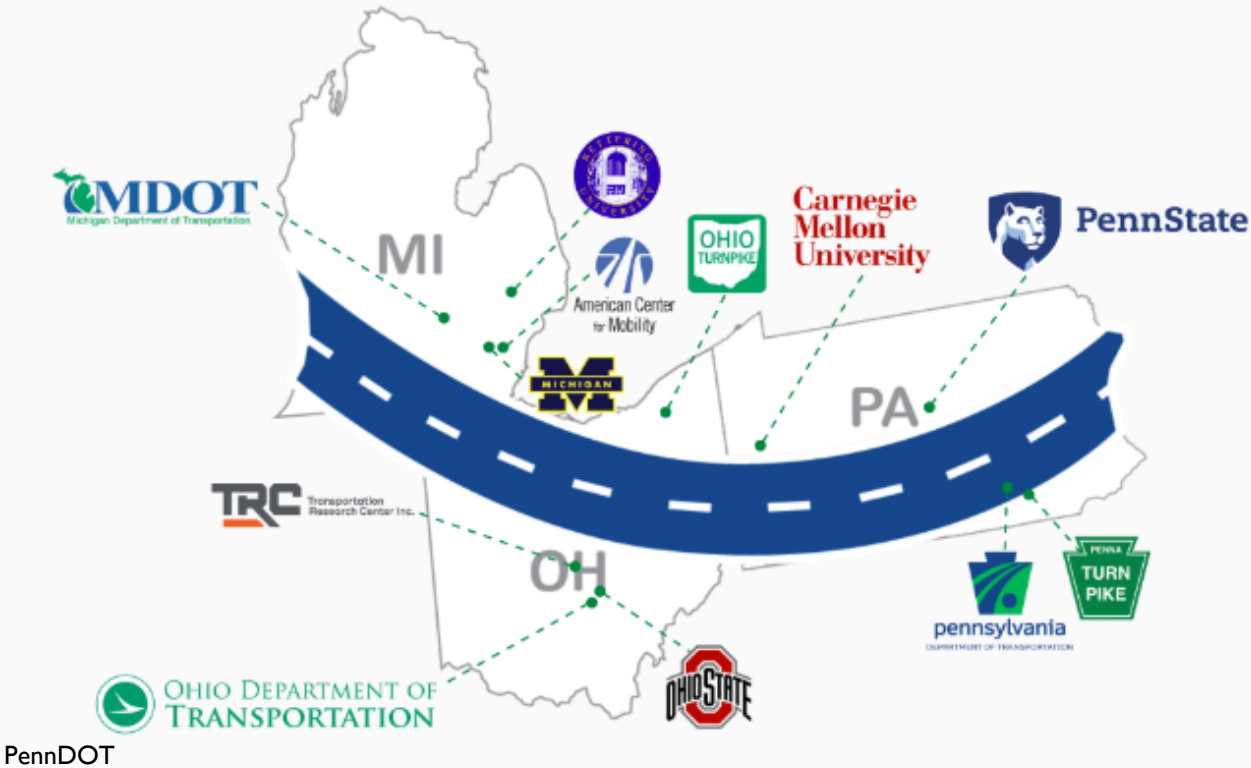 KETTERING
UNIVERSITY
MDOT
Michigan Department of Transportation
MI
OHIO
TURNPIKE
Carnegie
Mellon
University
PennState
American Center
for Mobility
MICHIGAN
PA
TRC
Transportation
Research Center Inc.
OH
PENNA
TURN
PIKE
pennsylvania
DEPARTMENT OF TRANSPORTATION
OHIO DEPARTMENT OF
TRANSPORTATION
OHIO STATE
PennDOT